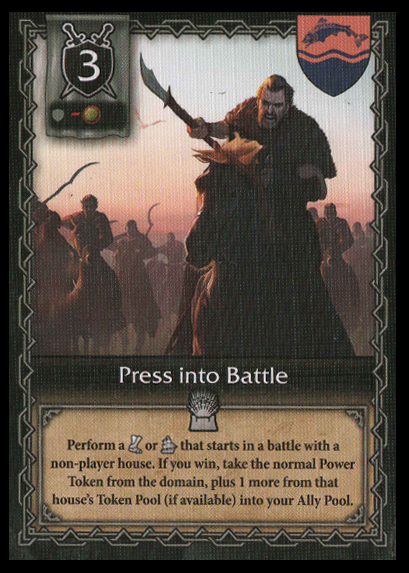 3
Press into Battle
Perform a or that starts in a battle with a
non-player house. If you win, take the normal Power
Token from the domain, plus 1 more from that
house's Token Pool (if available) into your Ally Pool.